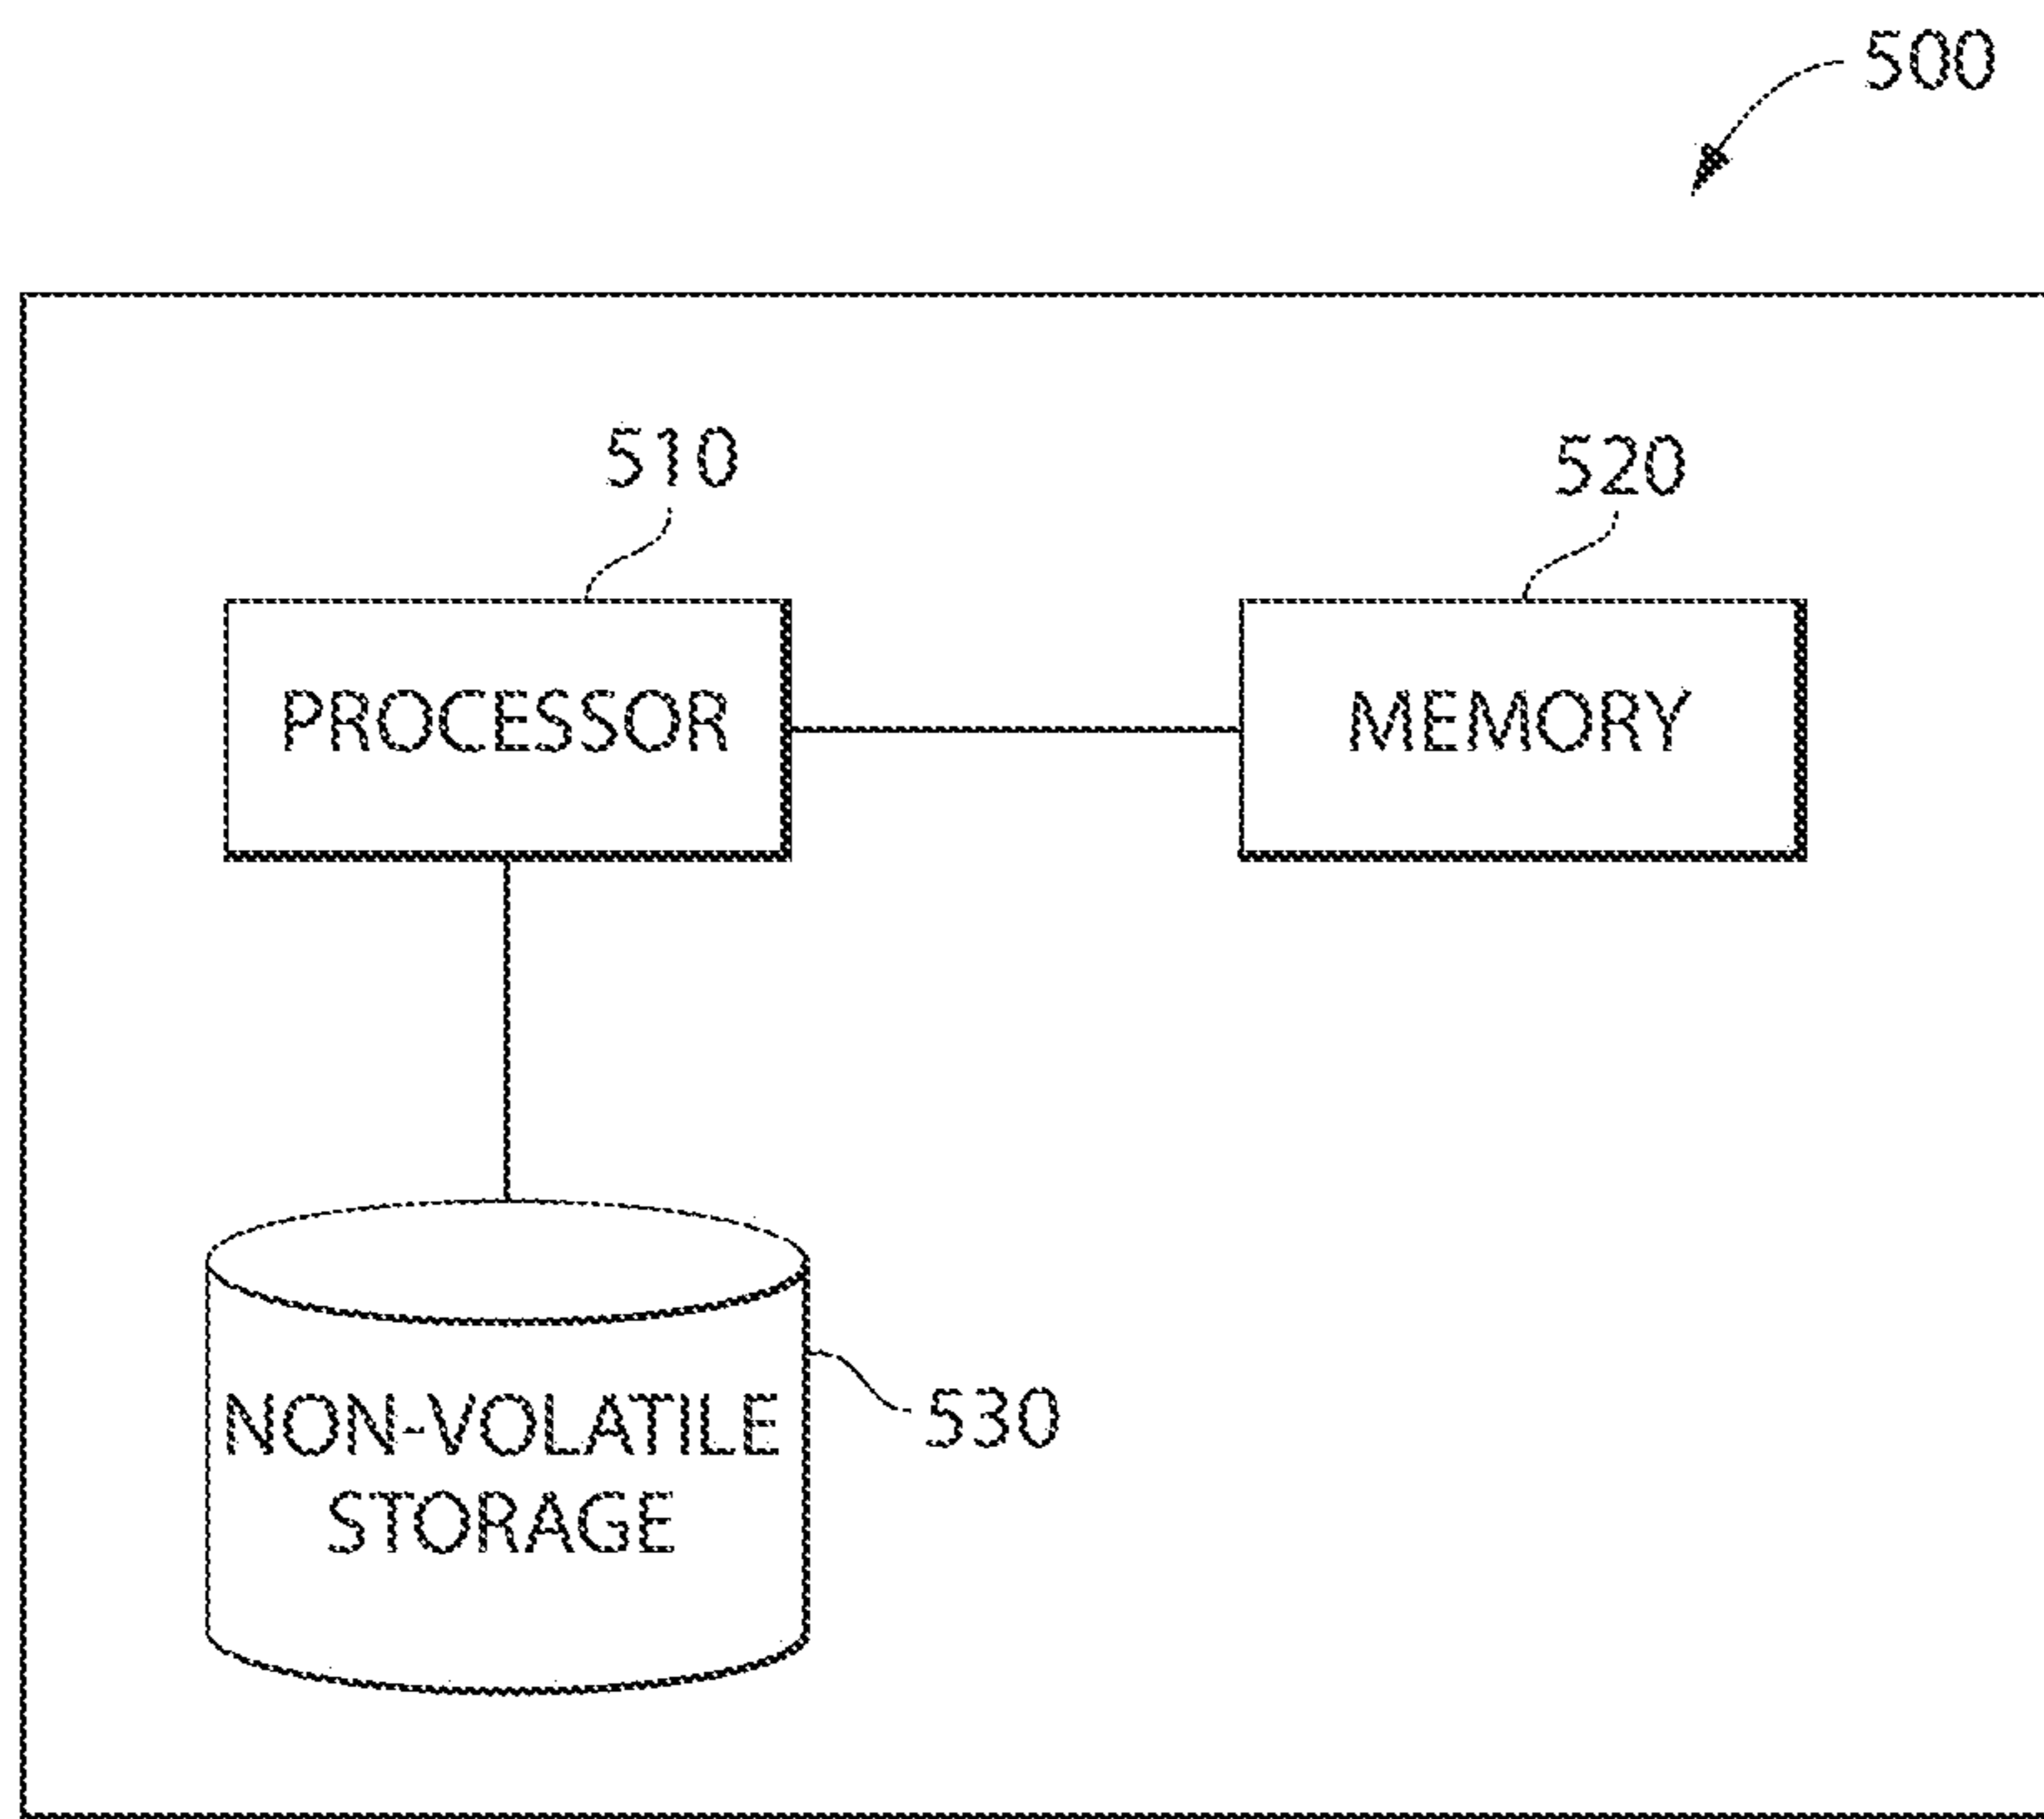 500
510
520
PROCESSOR
MEMORY
NON-VOLATILE
STORAGE
530